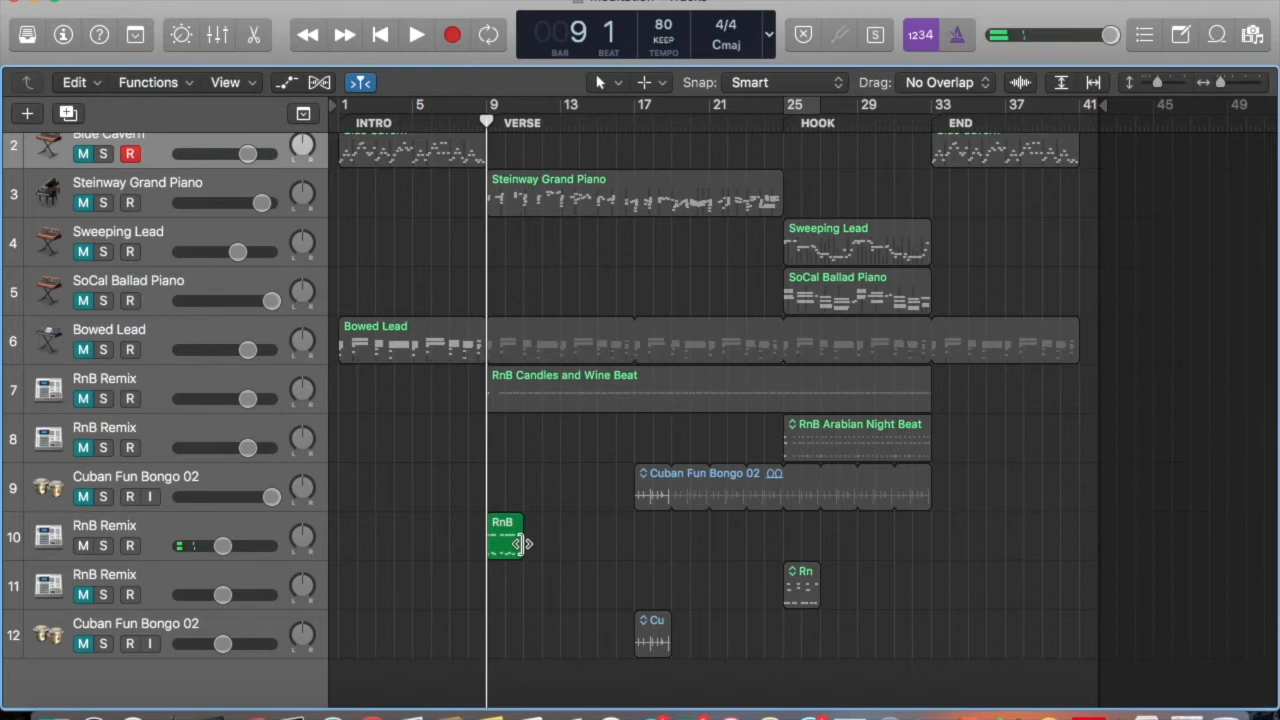 9 1
BAR BEAT
80
KEEP
TEMPO
4/4
Cmaj
S
1234
Edit
Functions
View
Snap: Smart
Drag: No Overlap
1 5 9 13 17 21 25 29 33 37 41 45 49
INTRO VERSE HOOK END
2
M S R
3
Steinway Grand Piano
M S R
L R
Steinway Grand Piano
4
Sweeping Lead
M S R
L R
Sweeping Lead
5
SoCal Ballad Piano
M S R
L R
SoCal Ballad Piano
6
Bowed Lead
M S R
L R
Bowed Lead
7
RnB Remix
M S R
L R
RnB Candles and Wine Beat
8
RnB Remix
M S R
L R
RnB Arabian Night Beat
9
Cuban Fun Bongo 02
M S R I
L R
Cuban Fun Bongo 02
10
RnB Remix
M S R
L R
RnB
11
RnB Remix
M S R
L R
Rn
12
Cuban Fun Bongo 02
M S R I
L R
Cu